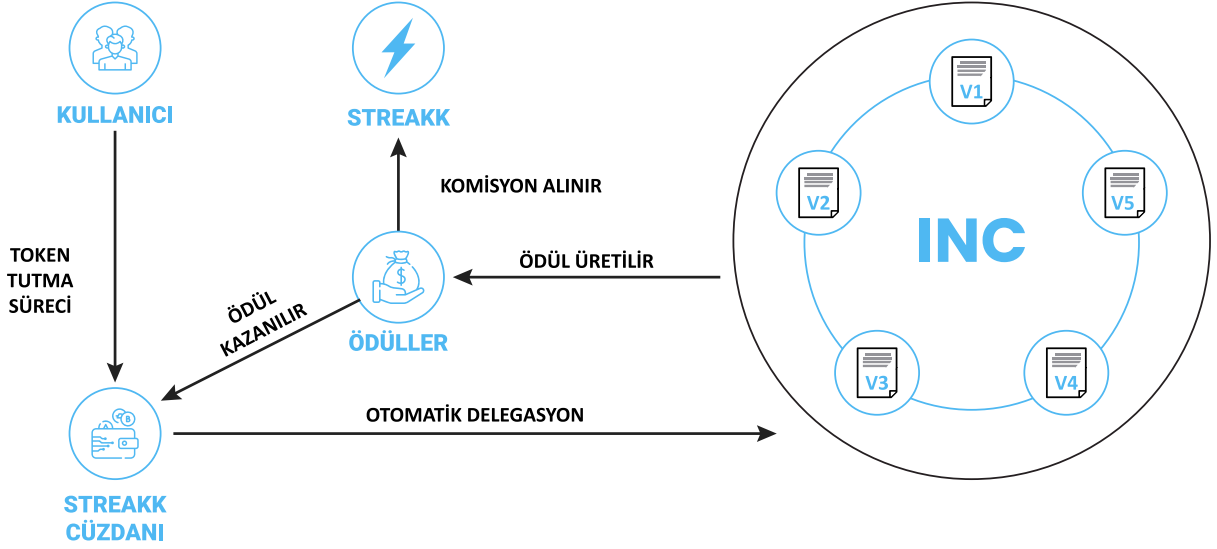 KULLANICI
STREAKK
KOMİSYON ALINIR
TOKEN
TUTMA
SÜRECİ
ÖDÜL
KAZANILIR
ÖDÜLLER
ÖDÜL ÜRETİLİR
OTOMATİK DELEGASYON
STREAKK
CÜZDANI
A
B
$
V1
V2
V5
INC
V3
V4